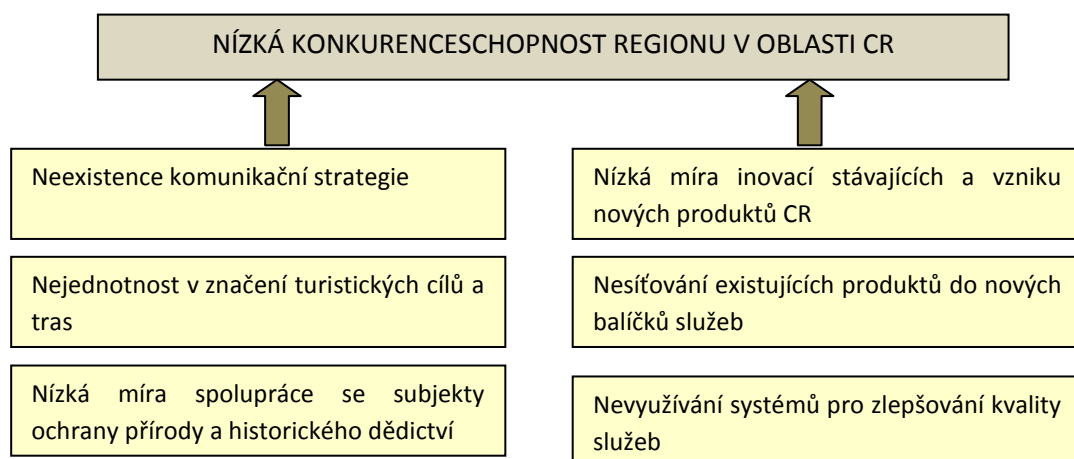 NÍZKÁ KONKURENCESCHOPNOST REGIONU V OBLASTI CR
Neexistence komunikační strategie
Nejednotnost v značení turistických cílů a
tras
Nízká míra spolupráce se subjekty
ochrany přírody a historického dědictví
Nízká míra inovací stávajících a vzniku
nových produktů CR
Nesíťování existujících produktů do nových
balíčků služeb
Nevyužívání systémů pro zlepšování kvality
služeb